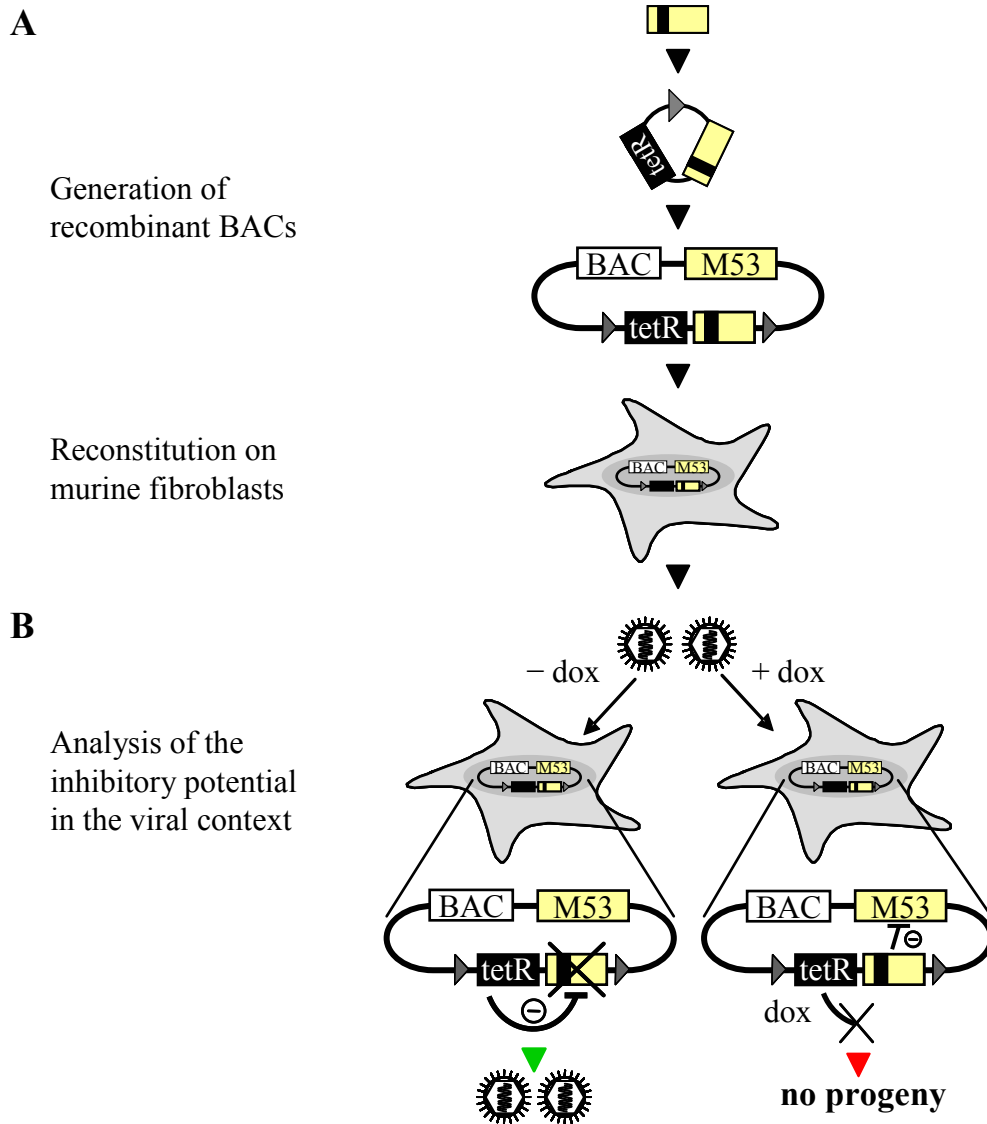 A
Generation of
recombinant BACs
tetR
BAC M53
tetR
Reconstitution on
murine fibroblasts
BAC M53
B
− dox + dox
Analysis of the
inhibitory potential
in the viral context
BAC M53 BAC M53
BAC M53 BAC M53
−
tetR tetR
− dox
no progeny